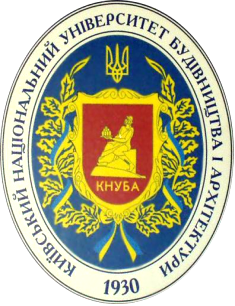 КИЇВСЬКИЙ НАЦІОНАЛЬНИЙ УНІВЕРСИТЕТ БУДІВНИЦТВА І АРХІТЕКТУРИ
КНУБА
1930